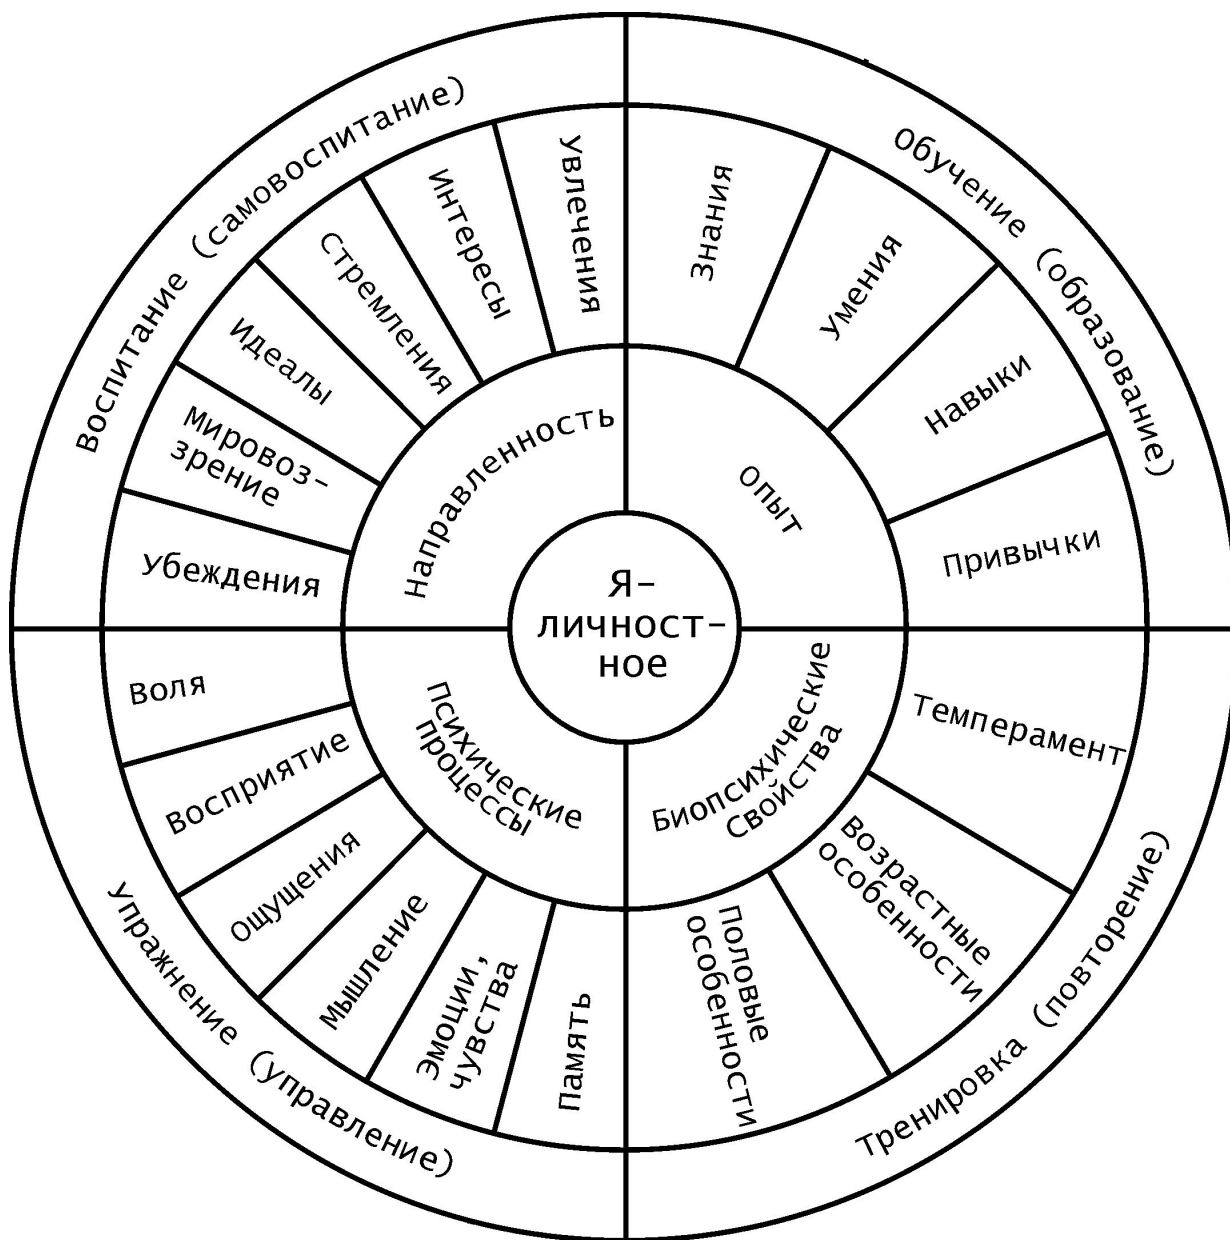 Я-
личност-
ное
Направленность
Опыт
Биопсихические
свойства
Психические
процессы
Убеждения
Мировоз-
зрение
Идеалы
Стремления
Интересы
Увлечения
Знания
Умения
Навыки
Привычки
Темперамент
Возрастные
особенности
Половые
особенности
Память
Эмоции,
чувства
Мышление
Ощущения
Восприятие
Воля
Воспитание (самовоспитание)
Обучение (образование)
Тренировка (повторение)
Упражнение (управление)